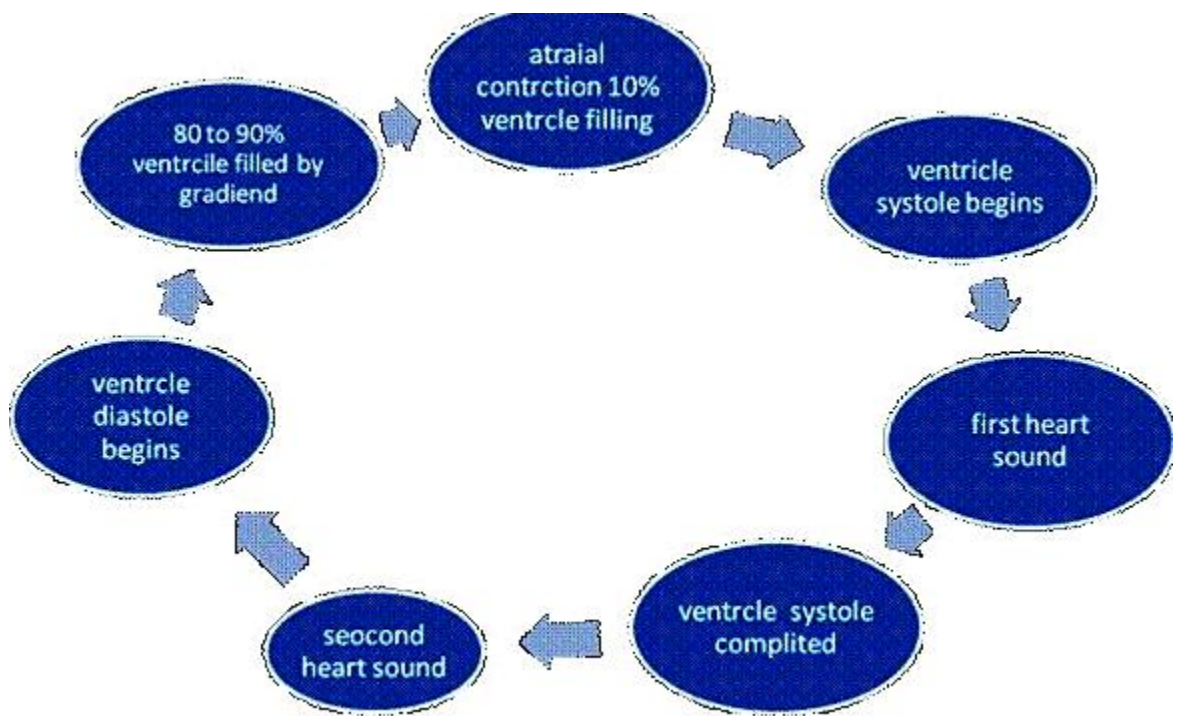 atraial
contrction 10%
ventrcle filling
ventricle
systole begins
first heart
sound
ventrcle systole
complited
seocond
heart sound
ventrcle
diastole
begins
80 to 90%
ventrcile filled by
gradiend